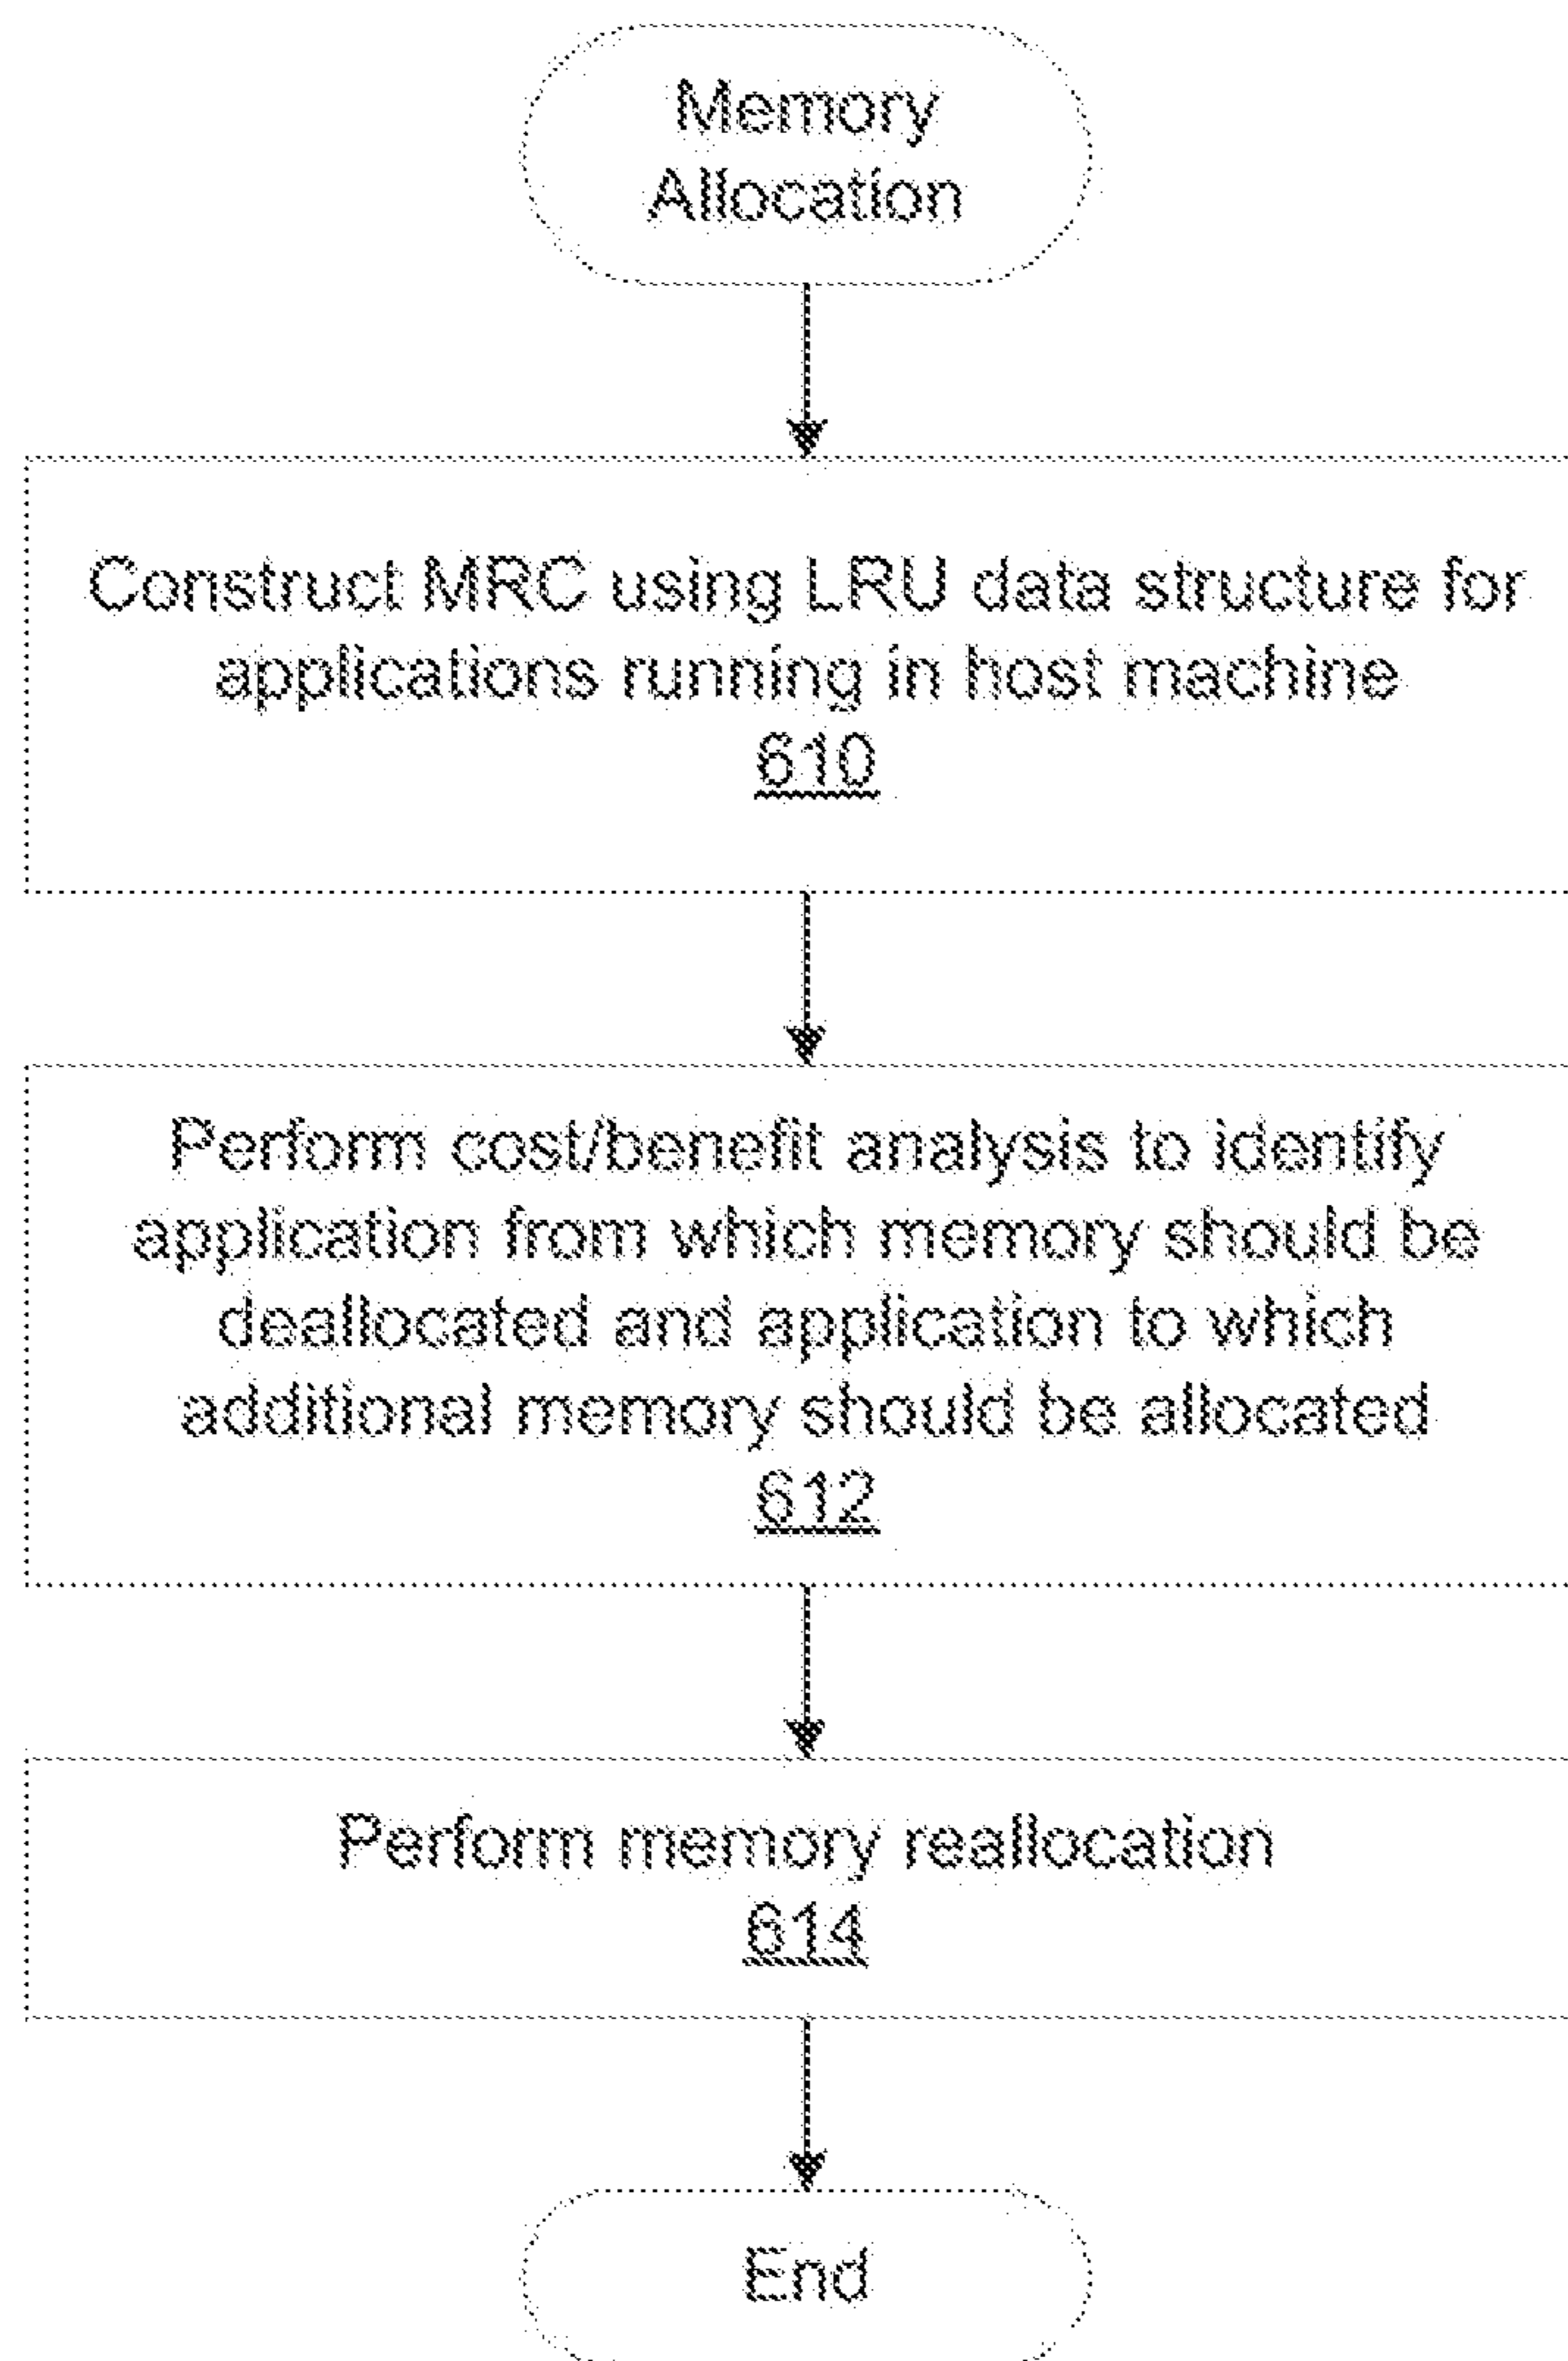 Memory
Allocation
Construct MRC using LRU data structure for
applications running in host machine
610
Perform cost/benefit analysis to identify
application from which memory should be
deallocated and application to which
additional memory should be allocated
612
Perform memory reallocation
614
End